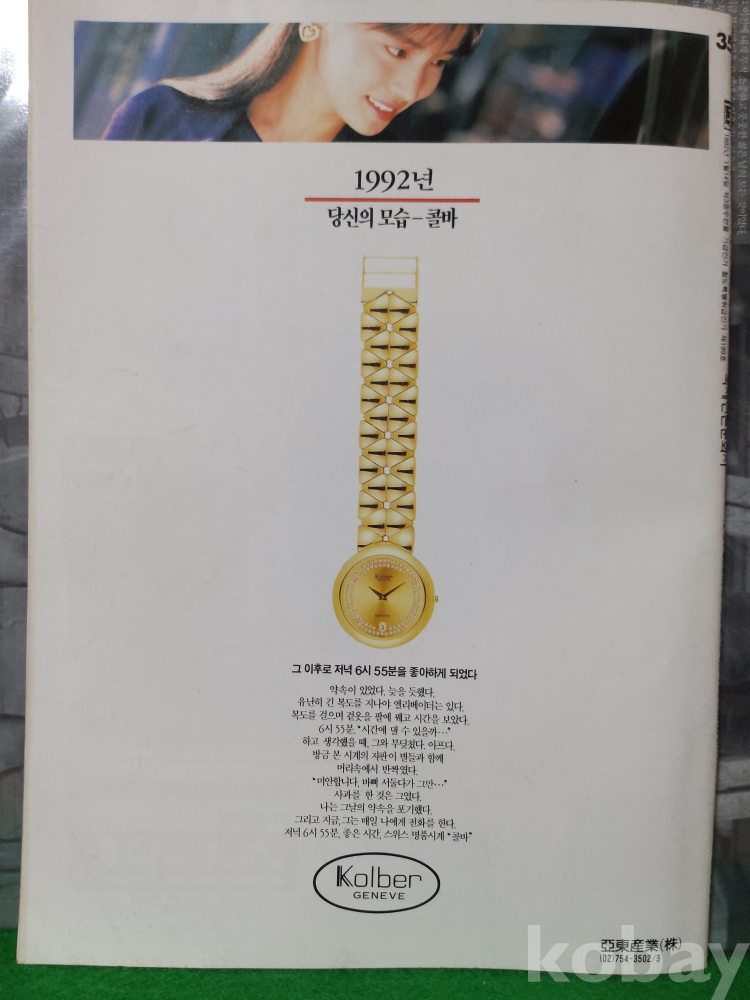 1992년
당신의 모습-콜바
Kolber
그 이후로 저녁 6시 55분을 좋아하게 되었다
약속이 있었다. 늦을 듯했다.
유난히 긴 복도를 지나야 엘리베이터는 있다.
복도를 걸으며 겉옷을 팔에 꿰고 시간을 보았다.
6시 55분. "시간에 댈 수 있을까…"
하고 생각했을 때, 그와 부딪쳤다. 아프다.
방금 본 시계의 자판이 별들과 함께
머리속에서 반짝였다.
"미안합니다, 바삐 서둘다가 그만…"
사과를 한 것은 그였다.
나는 그날의 약속을 포기했다.
그리고 지금, 그는 매일 나에게 전화를 한다.
저녁 6시 55분, 좋은 시간, 스위스 명품시계 "콜바"
Kolber
GENEVE
亞東産業(株)
(02)754-3502/3
kobay
35